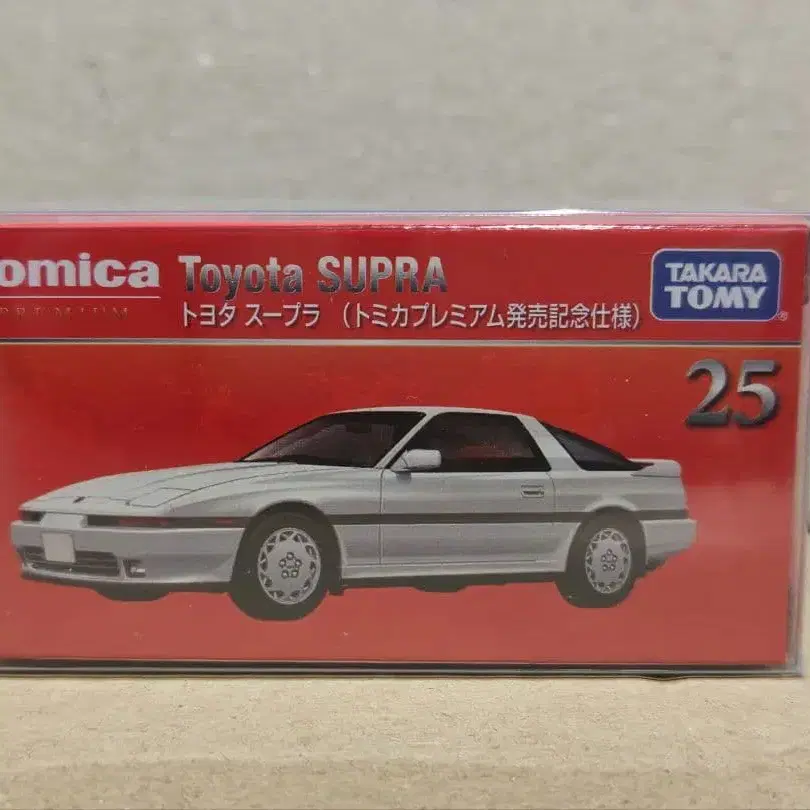 omica
PREMIUM
Toyota SUPRA
トヨタ スープラ （トミカプレミアム発売記念仕様）
TAKARA
TOMY
®
25